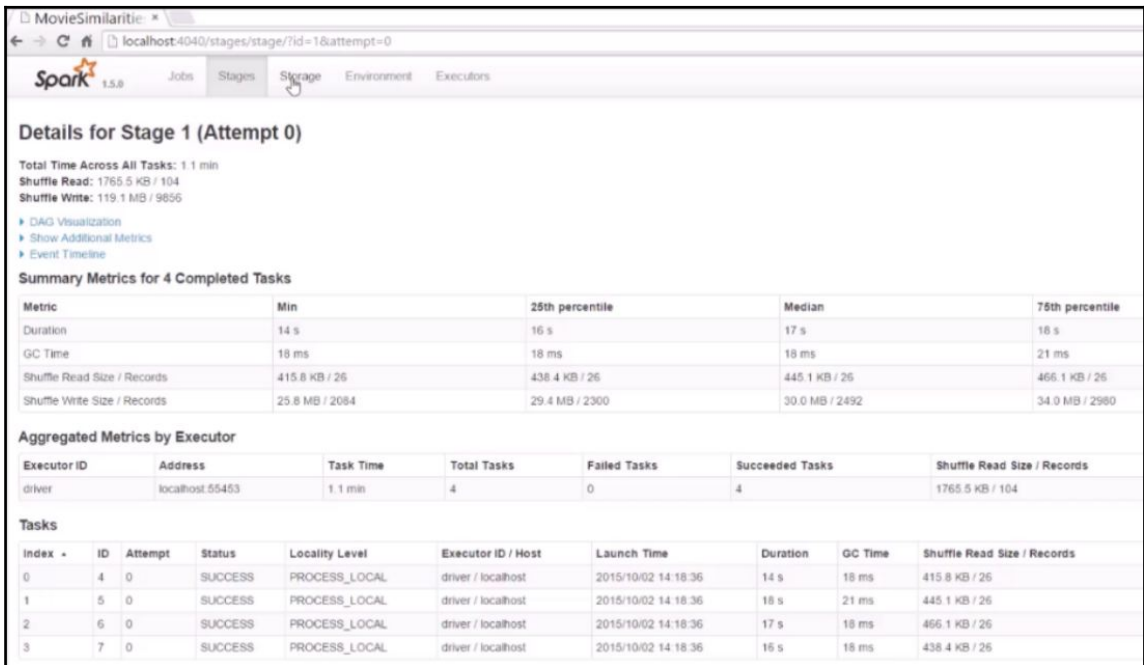 MovieSimilaritie
localhost:4040/stages/stage/?id=1&attempt=0
Spark 1.5.0 Jobs Stages Storage Environment Executors
Details for Stage 1 (Attempt 0)
Total Time Across All Tasks: 1.1 min
Shuffle Read: 1765.5 KB / 104
Shuffle Write: 119.1 MB / 9856
DAG Visualization
Show Additional Metrics
Event Timeline
Summary Metrics for 4 Completed Tasks
Metric Min 25th percentile Median 75th percentile
Duration 14 s 16 s 17 s 18 s
GC Time 18 ms 18 ms 18 ms 21 ms
Shuffle Read Size / Records 415.8 KB / 26 438.4 KB / 26 445.1 KB / 26 466.1 KB / 26
Shuffle Write Size / Records 25.8 MB / 2084 29.4 MB / 2300 30.0 MB / 2492 34.0 MB / 2980
Aggregated Metrics by Executor
Executor ID Address Task Time Total Tasks Failed Tasks Succeeded Tasks Shuffle Read Size / Records
driver localhost:55453 1.1 min 4 0 4 1765.5 KB / 104
Tasks
Index ID Attempt Status Locality Level Executor ID / Host Launch Time Duration GC Time Shuffle Read Size / Records
0 4 0 SUCCESS PROCESS_LOCAL driver / localhost 2015/10/02 14:18:36 14 s 18 ms 415.8 KB / 26
1 5 0 SUCCESS PROCESS_LOCAL driver / localhost 2015/10/02 14:18:36 18 s 21 ms 445.1 KB / 26
2 6 0 SUCCESS PROCESS_LOCAL driver / localhost 2015/10/02 14:18:36 17 s 18 ms 466.1 KB / 26
3 7 0 SUCCESS PROCESS_LOCAL driver / localhost 2015/10/02 14:18:36 16 s 18 ms 438.4 KB / 26